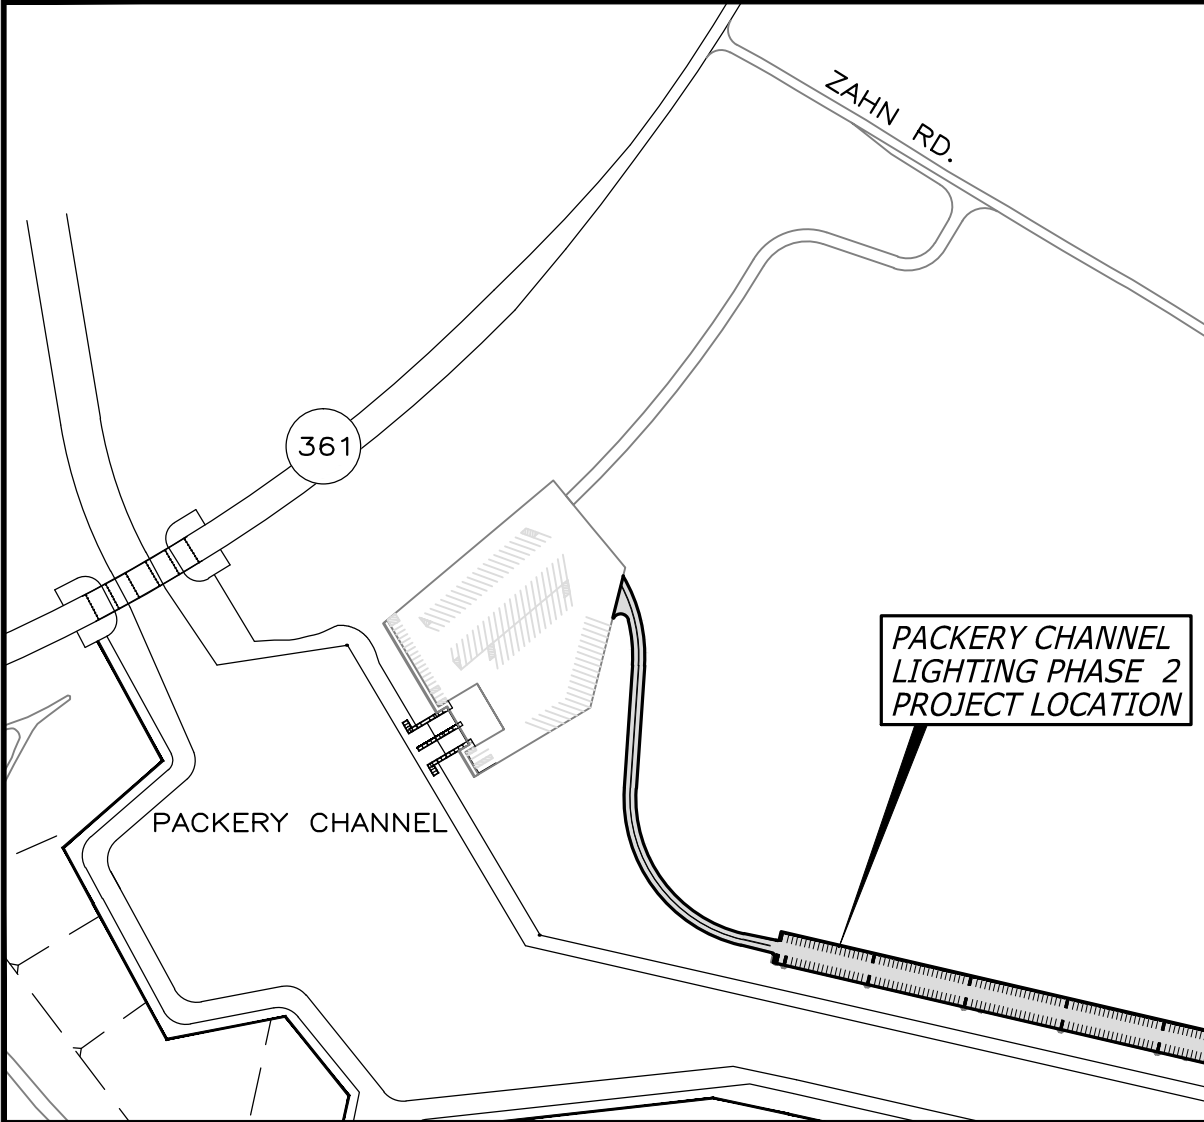 ZAHN RD.
361
PACKERY CHANNEL
LIGHTING PHASE 2
PROJECT LOCATION
PACKERY CHANNEL